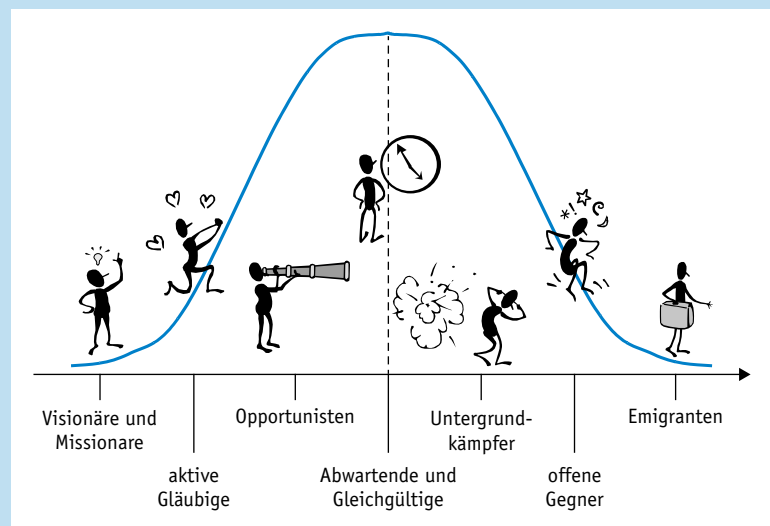 Visionäre und
Missionare
aktive
Gläubige
Opportunisten
Abwartende und
Gleichgültige
Untergrund-
kämpfer
offene
Gegner
Emigranten